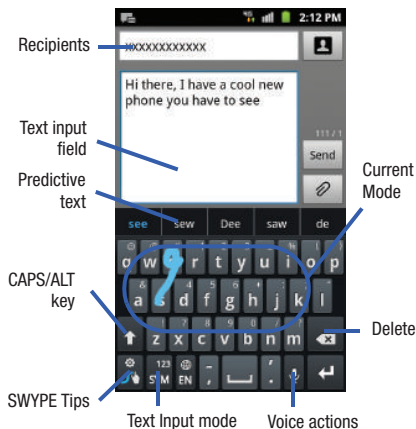 2:12 PM
Recipients
xxxxxxxxxxxx
Hi there, I have a cool new
phone you have to see
Text input
field
111 / 1
Send
Predictive
text
Current
Mode
see sew Dee saw de
q w r t y u i o p
CAPS/ALT
key
a s d f g h j k l
z x c v b n m
Delete
123
SYM EN - , . '
SWYPE Tips
Text Input mode
Voice actions